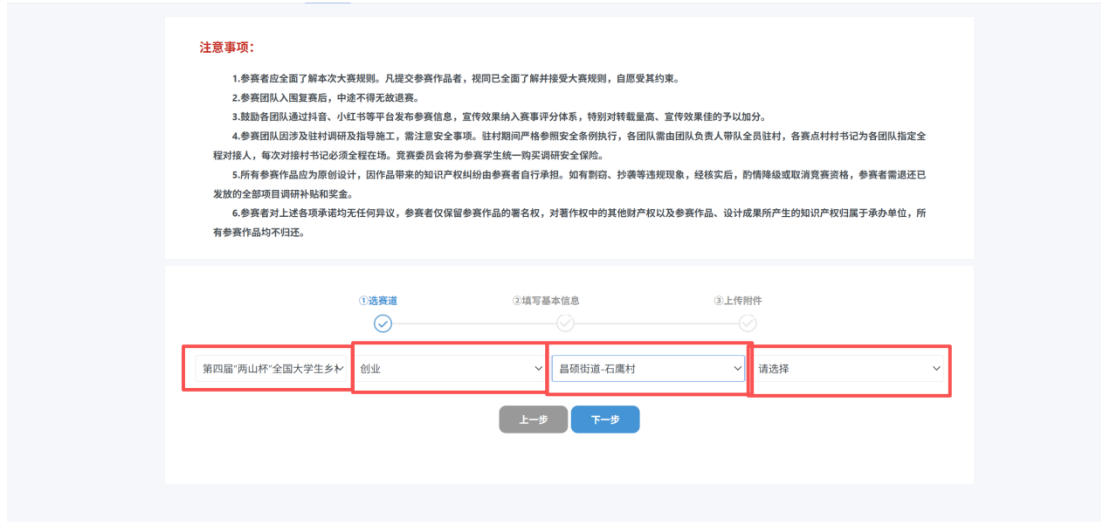 注意事项：
1.参赛者应全面了解本次大赛规则。凡提交参赛作品者，视同已全面了解并接受大赛规则，自愿受其约束。
2.参赛团队入围复赛后，中途不得无故退赛。
3.鼓励各团队通过抖音、小红书等平台发布参赛信息，宣传效果纳入赛事评分体系，特别对转载量高、宣传效果佳的予以加分。
4.参赛团队因涉及驻村调研及指导施工，需注意安全事项。驻村期间严格参照安全条例执行，各团队需由团队负责人带队全员驻村，各赛点村村书记为各团队指定全
程对接人，每次对接村书记必须全程在场。竞赛委员会将为参赛学生统一购买调研安全保险。
5.所有参赛作品应为原创设计，因作品带来的知识产权纠纷由参赛者自行承担。如有剽窃、抄袭等违规现象，经核实后，酌情降级或取消竞赛资格，参赛者需退还已
发放的全部项目调研补贴和奖金。
6.参赛者对上述各项承诺均无任何异议，参赛者仅保留参赛作品的署名权，对著作权中的其他财产权以及参赛作品、设计成果所产生的知识产权归属于承办单位，所
有参赛作品均不归还。
①选赛道 ②填写基本信息 ③上传附件
第四届"两山杯"全国大学生乡 创业 昌硕街道-石鹰村 请选择
上一步 下一步